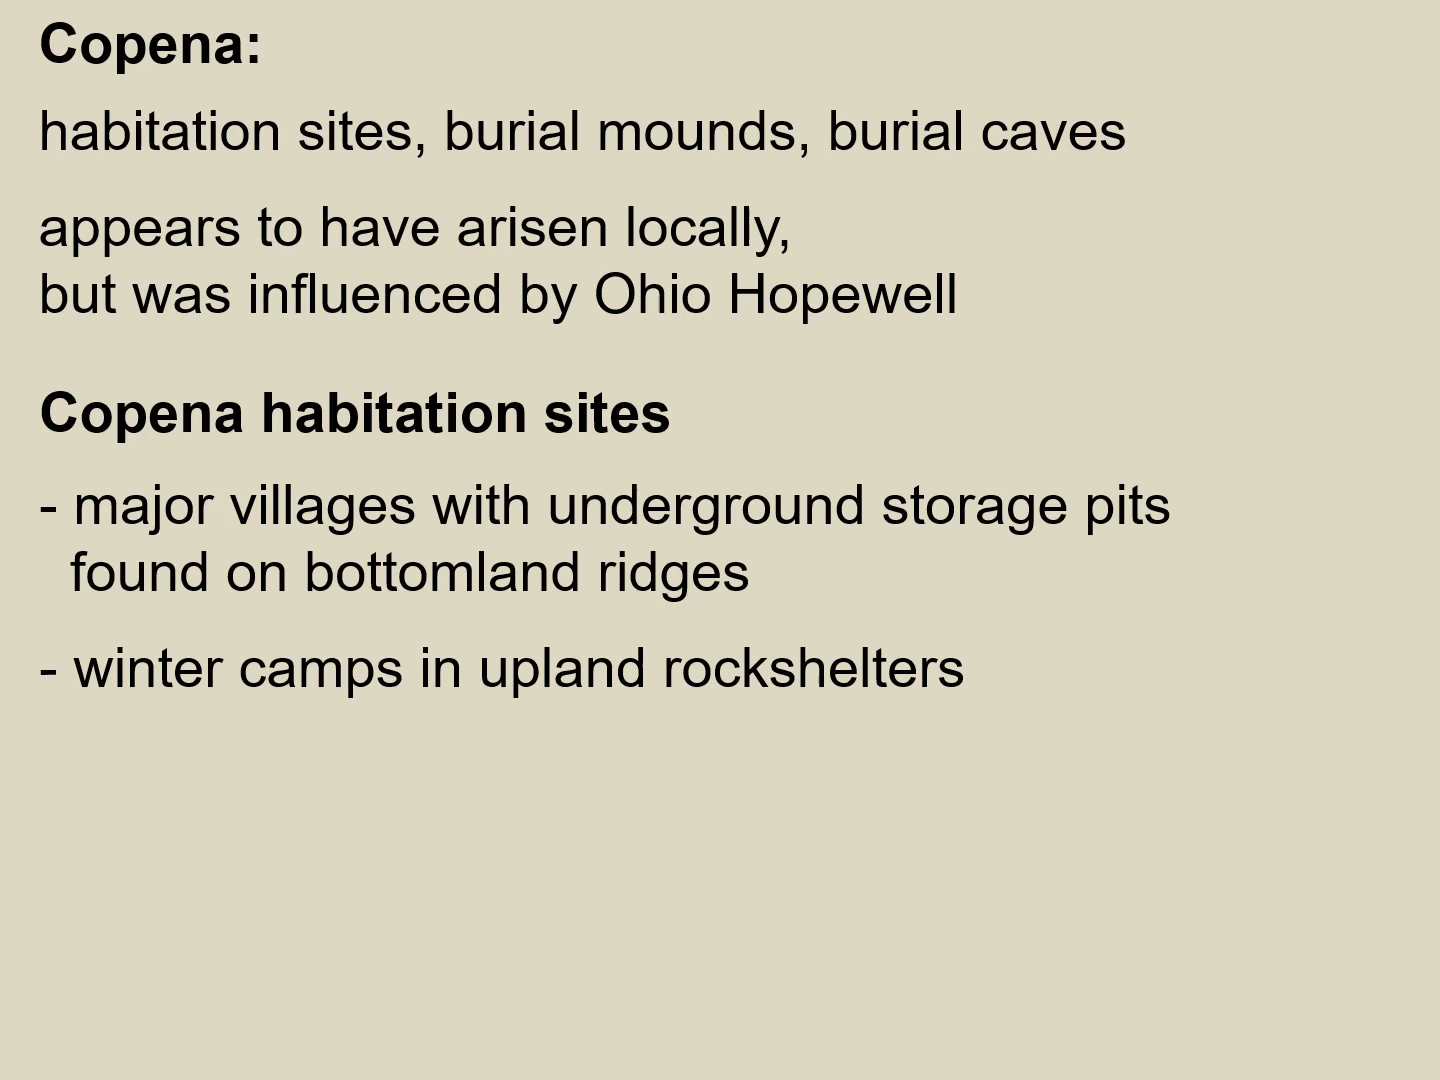 Copena:
habitation sites, burial mounds, burial caves
appears to have arisen locally,
but was influenced by Ohio Hopewell
Copena habitation sites
- major villages with underground storage pits
found on bottomland ridges
- winter camps in upland rockshelters